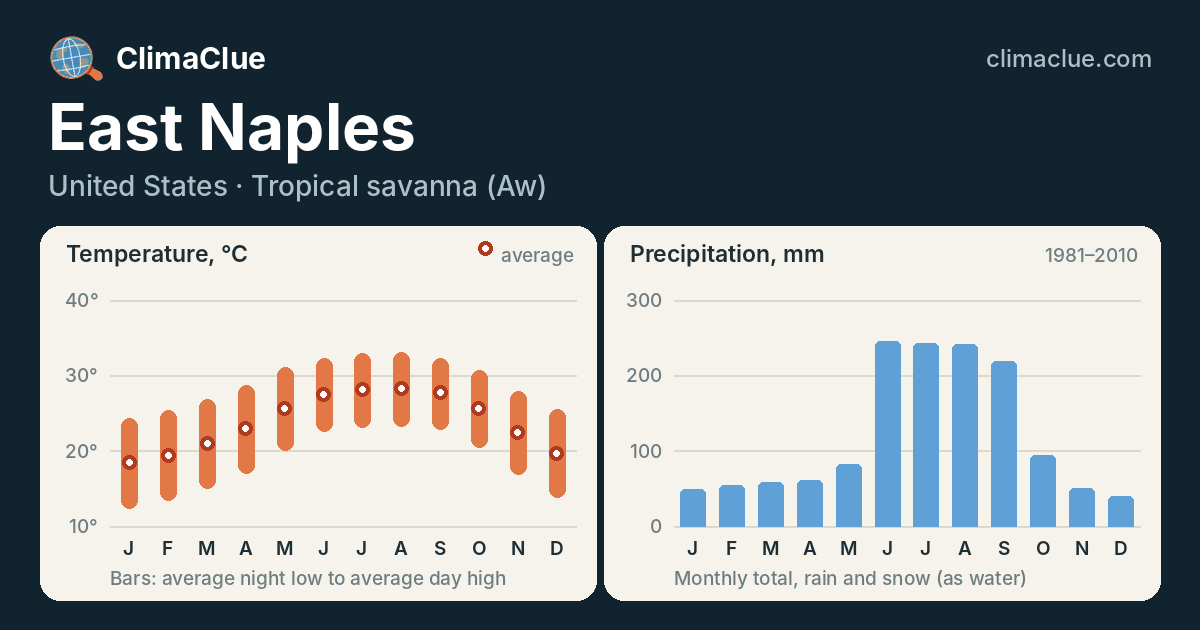 ClimaClue
climaclue.com
East Naples
United States · Tropical savanna (Aw)
Temperature, °C
average
40°
30°
20°
10°
J F M A M J J A S O N D
Bars: average night low to average day high
Precipitation, mm
1981–2010
300
200
100
0
J F M A M J J A S O N D
Monthly total, rain and snow (as water)